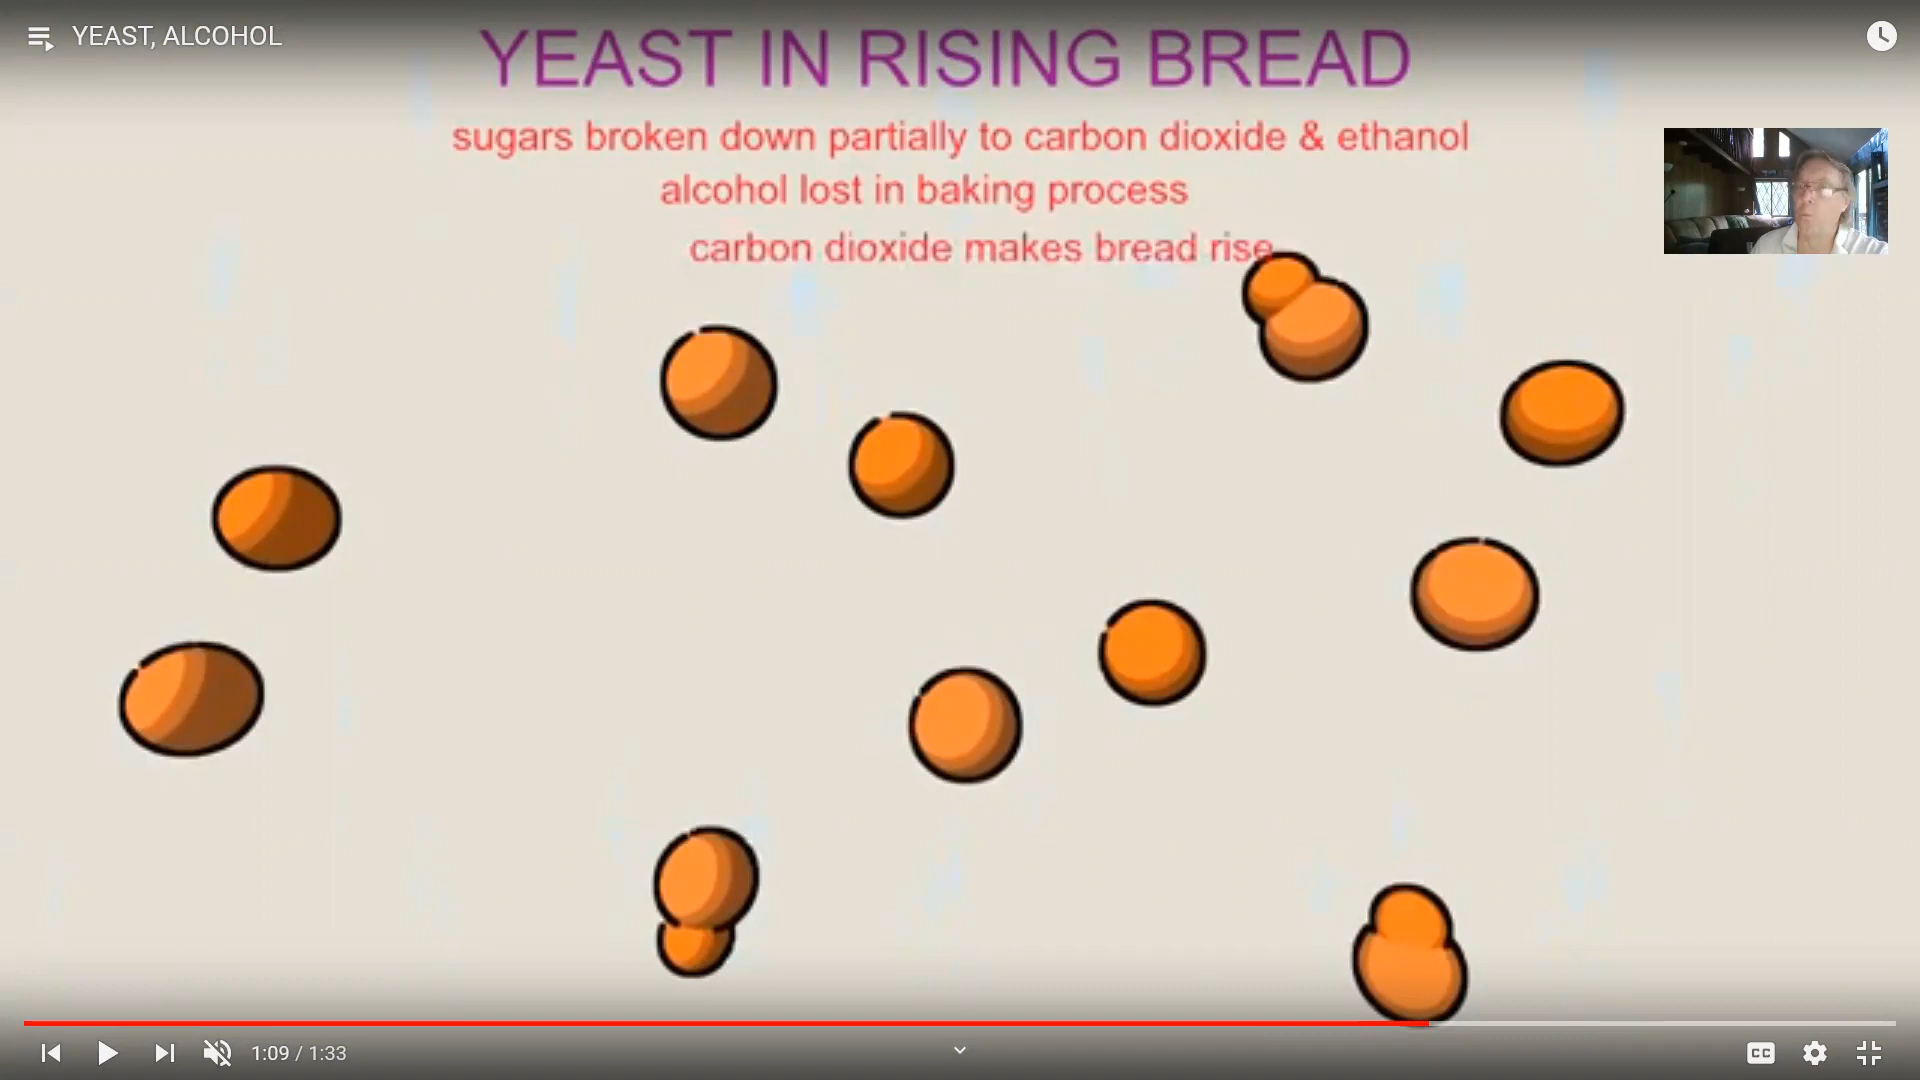 YEAST, ALCOHOL
YEAST IN RISING BREAD
sugars broken down partially to carbon dioxide & ethanol
alcohol lost in baking process
carbon dioxide makes bread rise
1:09 / 1:33
CC